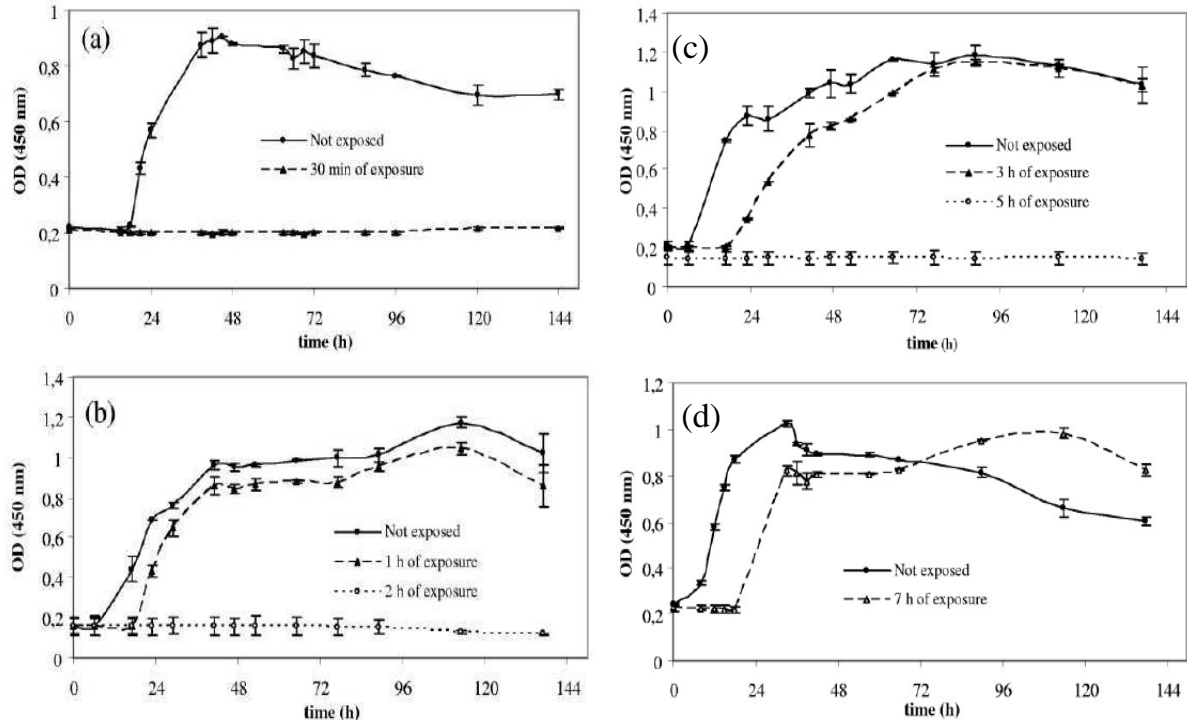 (a)
OD (450 nm)
1
0,8
0,6
0,4
0,2
0
Not exposed
30 min of exposure
0 24 48 72 96 120 144
time (h)
(c)
OD (450 nm)
1,4
1,2
1
0,8
0,6
0,4
0,2
0
Not exposed
3 h of exposure
5 h of exposure
0 24 48 72 96 120 144
time (h)
(b)
OD (450 nm)
1,4
1,2
1
0,8
0,6
0,4
0,2
0
Not exposed
1 h of exposure
2 h of exposure
0 24 48 72 96 120 144
time (h)
(d)
OD (450 nm)
1,2
1
0,8
0,6
0,4
0,2
0
Not exposed
7 h of exposure
0 24 48 72 96 120 144
time (h)